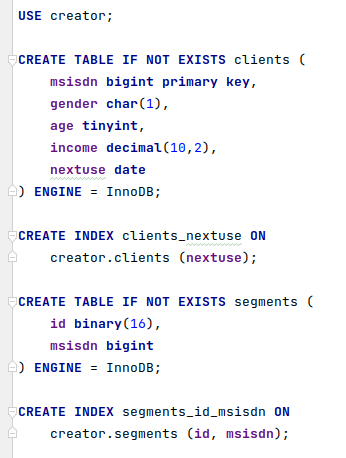 USE creator;
CREATE TABLE IF NOT EXISTS clients (
msisdn bigint primary key,
gender char(1),
age tinyint,
income decimal(10,2),
nextuse date
) ENGINE = InnoDB;
CREATE INDEX clients_nextuse ON
creator.clients (nextuse);
CREATE TABLE IF NOT EXISTS segments (
id binary(16),
msisdn bigint
) ENGINE = InnoDB;
CREATE INDEX segments_id_msisdn ON
creator.segments (id, msisdn);